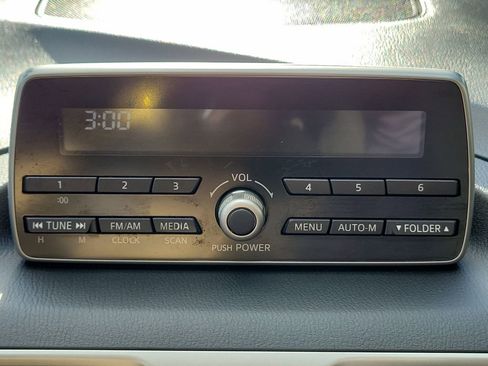 3:00
VOL
1 2 3 4 5 6
:00
⏮ TUNE ⏭ FM/AM MEDIA MENU AUTO-M ▼ FOLDER ▲
H M CLOCK SCAN PUSH POWER